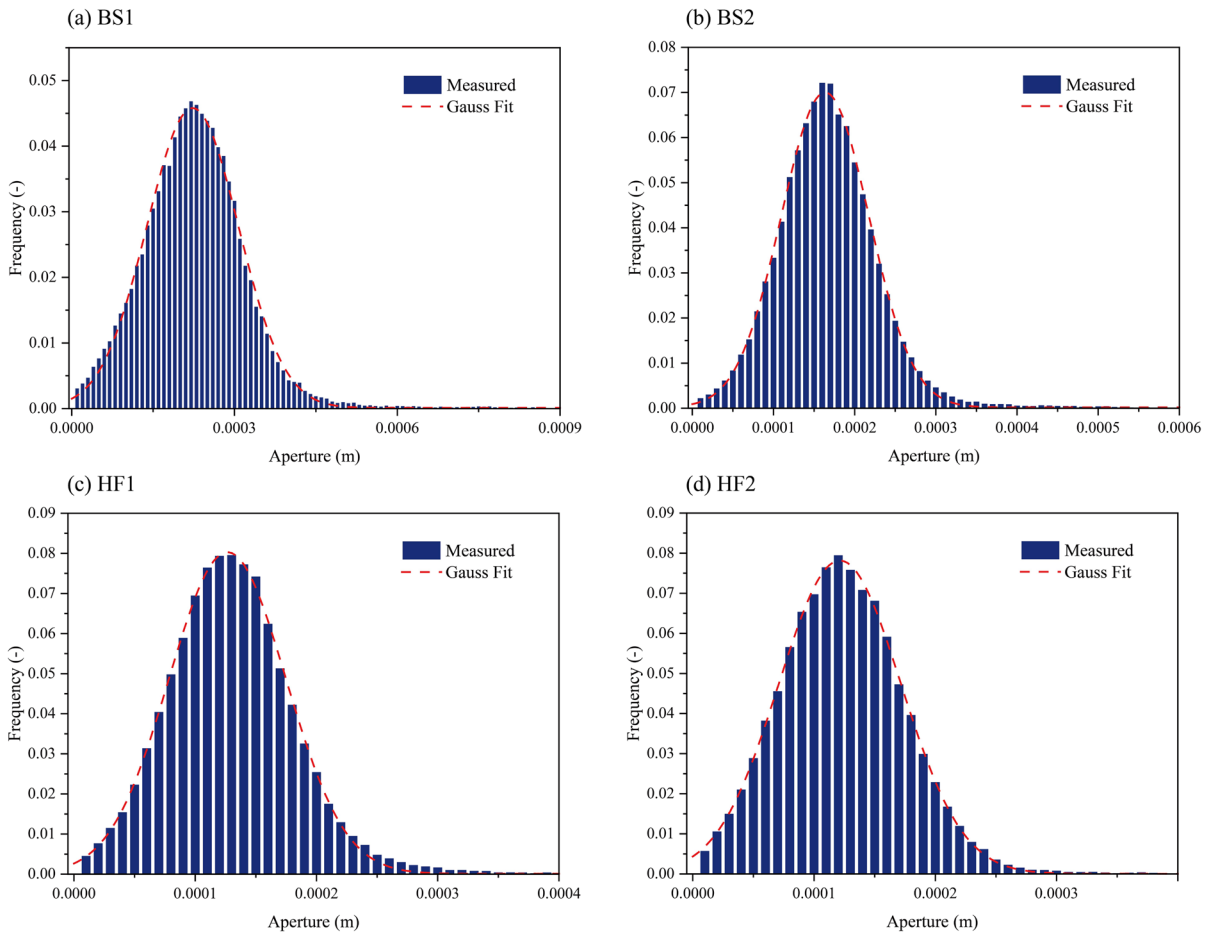 (a) BS1
0.05
0.04
0.03
0.02
0.01
0.00
Frequency (-)
Measured
Gauss Fit
0.0000 0.0003 0.0006 0.0009
Aperture (m)
(b) BS2
0.08
0.07
0.06
0.05
0.04
0.03
0.02
0.01
0.00
Frequency (-)
Measured
Gauss Fit
0.0000 0.0001 0.0002 0.0003 0.0004 0.0005 0.0006
Aperture (m)
(c) HF1
0.09
0.08
0.07
0.06
0.05
0.04
0.03
0.02
0.01
0.00
Frequency (-)
Measured
Gauss Fit
0.0000 0.0001 0.0002 0.0003 0.0004
Aperture (m)
(d) HF2
0.09
0.08
0.07
0.06
0.05
0.04
0.03
0.02
0.01
0.00
Frequency (-)
Measured
Gauss Fit
0.0000 0.0001 0.0002 0.0003
Aperture (m)